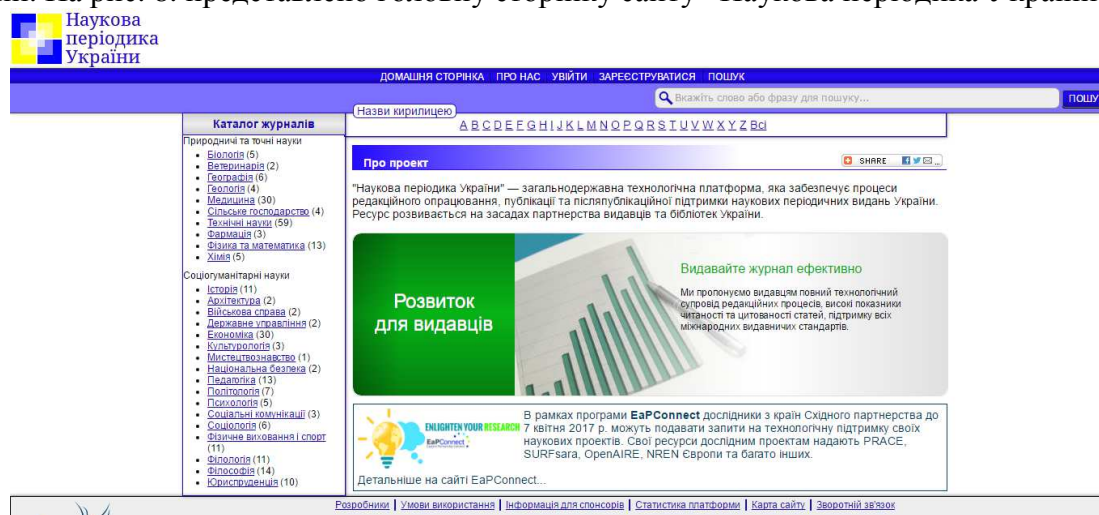 представлено головну сторінку сайту
Наукова
періодика
України
ДОМАШНЯ СТОРІНКА ПРО НАС УВІЙТИ ЗАРЕЄСТРУВАТИСЯ ПОШУК
Вкажіть слово або фразу для пошуку...
Назви кирилицею
A B C D E F G H I J K L M N O P Q R S T U V W X Y Z Всі
Каталог журналів
Природничі та точні науки
Біологія (5)
Ветеринарія (2)
Географія (6)
Геологія (4)
Медицина (30)
Сільське господарство (4)
Технічні науки (59)
Фармація (3)
Фізика та математика (13)
Хімія (5)
Соціогуманітарні науки
Історія (11)
Архітектура (2)
Військова справа (2)
Державне управління (2)
Економіка (30)
Культурологія (3)
Мистецтвознавство (1)
Національна безпека (2)
Педагогіка (13)
Політологія (7)
Психологія (5)
Соціальні комунікації (3)
Соціологія (6)
Фізичне виховання і спорт
(11)
Філологія (11)
Філософія (14)
Юриспруденція (10)
Про проект
SHARE
"Наукова періодика України" — загальнодержавна технологічна платформа, яка забезпечує процеси
редакційного опрацювання, публікації та післяпублікаційної підтримки наукових періодичних видань України.
Ресурс розвивається на засадах партнерства видавців та бібліотек України.
Розвиток
для видавців
Видавайте журнал ефективно
Ми пропонуємо видавцям повний технологічний
супровід редакційних процесів, високі показники
читаності та цитованості статей, підтримку всіх
міжнародних видавничих стандартів.
ENLIGHTEN YOUR RESEARCH
EaPConnect
В рамках програми EaPConnect дослідники з країн Східного партнерства до
7 квітня 2017 р. можуть подавати запити на технологічну підтримку своїх
наукових проектів. Свої ресурси дослідним проектам надають PRACE,
SURFsara, OpenAIRE, NREN Європи та багато інших.
Детальніше на сайті EaPConnect...
Розробники | Умови використання | Інформація для спонсорів | Статистика платформи | Карта сайту | Зворотній зв'язок